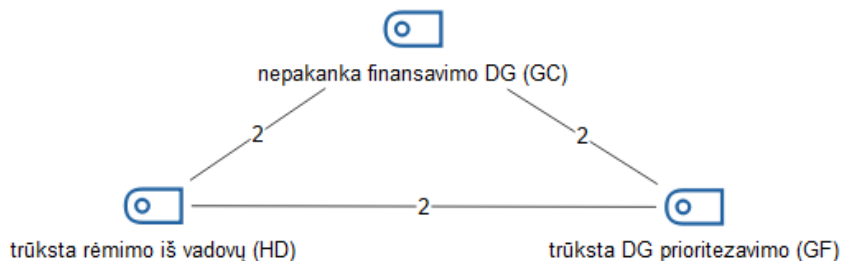 nepakanka finansavimo DG (GC)
2
2
2
trūksta rėmimo iš vadovų (HD)
trūksta DG prioritezavimo (GF)